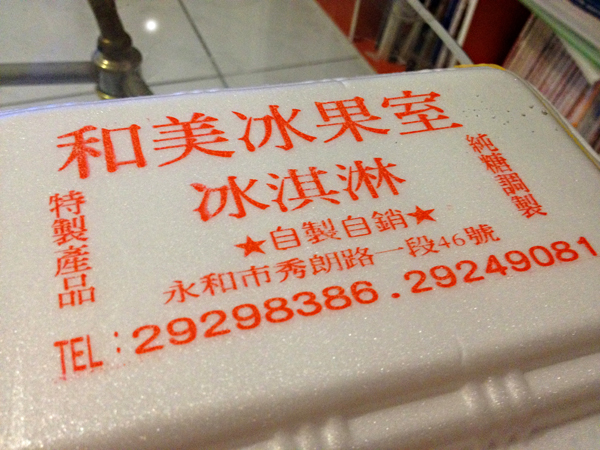 和美冰果室
冰淇淋
特製產品
純糖調製
★自製自銷★
永和市秀朗路一段46號
TEL：29298386．29249081